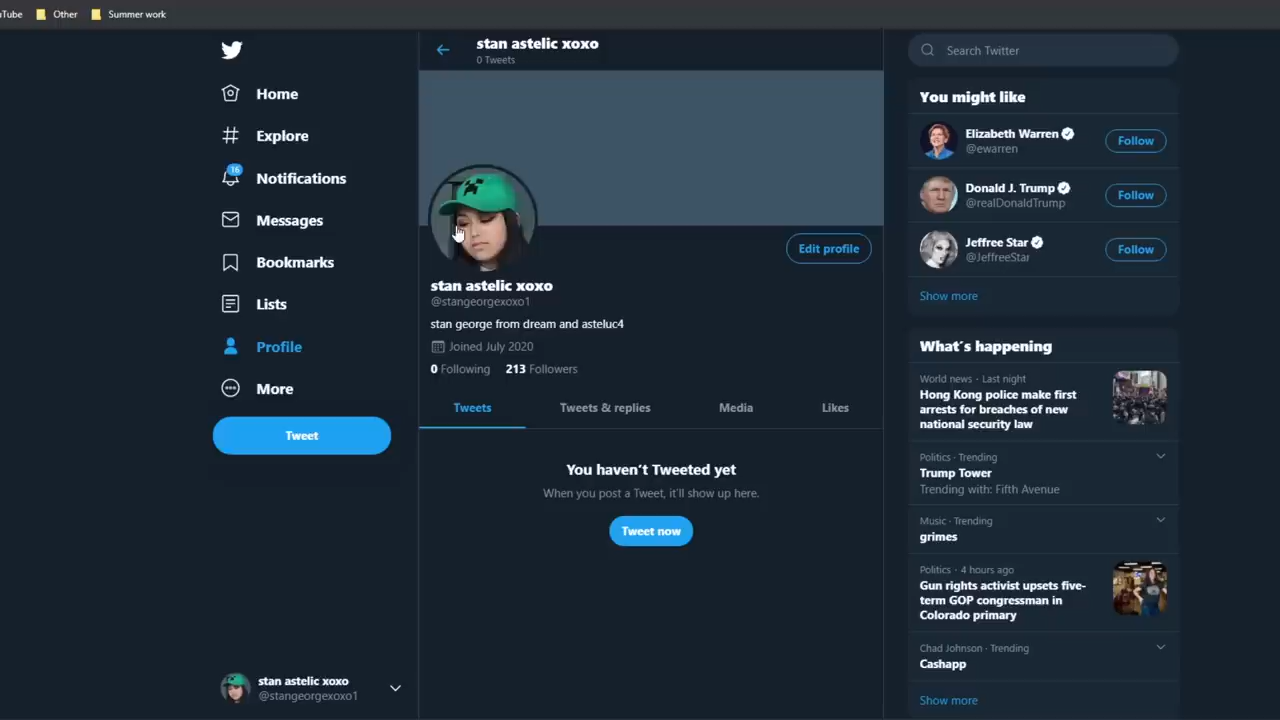 uTube
Other
Summer work
Home
Explore
16
Notifications
Messages
Bookmarks
Lists
Profile
More
Tweet
stan astelic xoxo
@stangeorgexoxo1
stan astelic xoxo
0 Tweets
Edit profile
stan astelic xoxo
@stangeorgexoxo1
stan george from dream and asteluc4
Joined July 2020
0 Following 213 Followers
Tweets
Tweets & replies
Media
Likes
You haven't Tweeted yet
When you post a Tweet, it'll show up here.
Tweet now
Search Twitter
You might like
Elizabeth Warren
@ewarren
Follow
Donald J. Trump
@realDonaldTrump
Follow
Jeffree Star
@JeffreeStar
Follow
Show more
What's happening
World news · Last night
Hong Kong police make first
arrests for breaches of new
national security law
Politics · Trending
Trump Tower
Trending with: Fifth Avenue
Music · Trending
grimes
Politics · 4 hours ago
Gun rights activist upsets five-
term GOP congressman in
Colorado primary
Chad Johnson · Trending
Cashapp
Show more